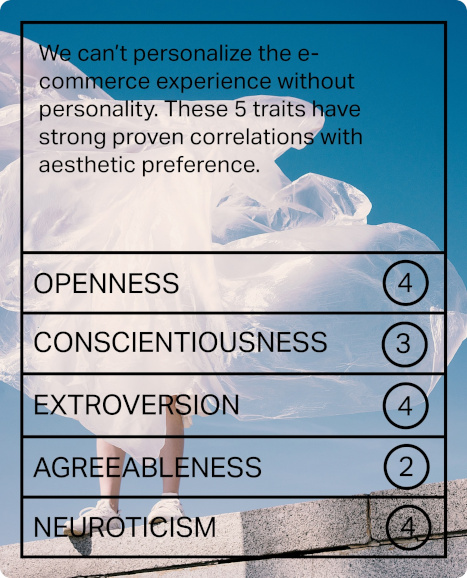 We can't personalize the e-
commerce experience without
personality. These 5 traits have
strong proven correlations with
aesthetic preference.
OPENNESS 4
CONSCIENTIOUSNESS 3
EXTROVERSION 4
AGREEABLENESS 2
NEUROTICISM 4